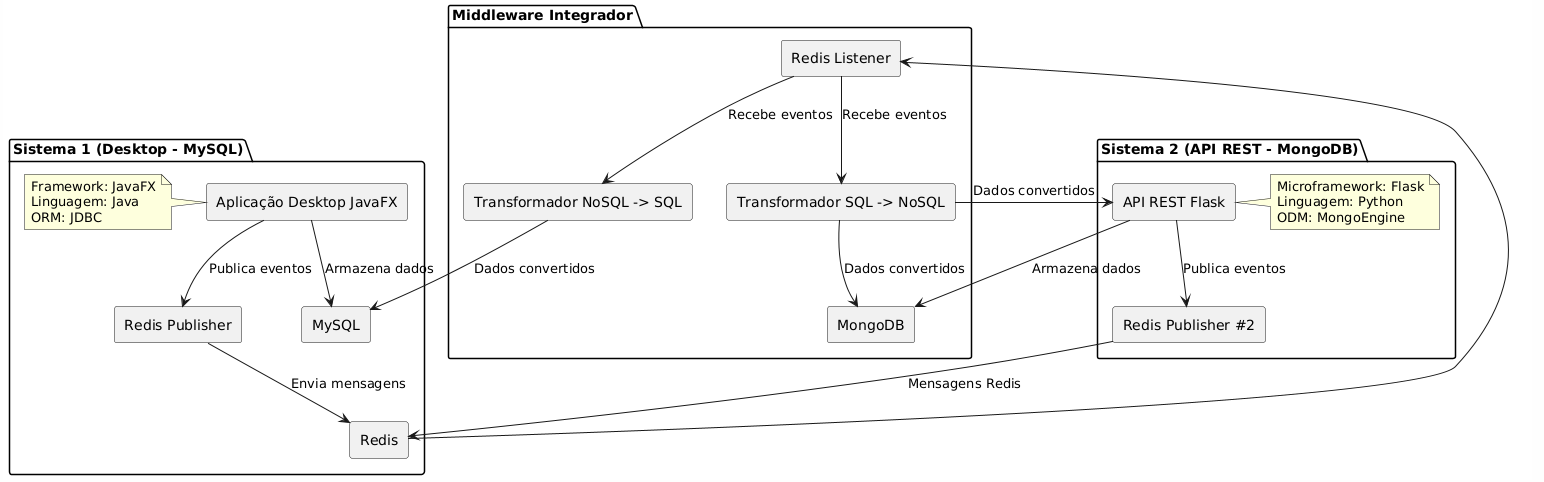 Middleware Integrador
Redis Listener
Recebe eventos
Recebe eventos
Sistema 1 (Desktop - MySQL)
Sistema 2 (API REST - MongoDB)
Framework: JavaFX
Linguagem: Java
ORM: JDBC
Aplicação Desktop JavaFX
Transformador NoSQL -> SQL
Transformador SQL -> NoSQL
Dados convertidos
API REST Flask
Microframework: Flask
Linguagem: Python
ODM: MongoEngine
Publica eventos
Armazena dados
Dados convertidos
Dados convertidos
Armazena dados
Publica eventos
Redis Publisher
MySQL
MongoDB
Redis Publisher #2
Envia mensagens
Mensagens Redis
Redis